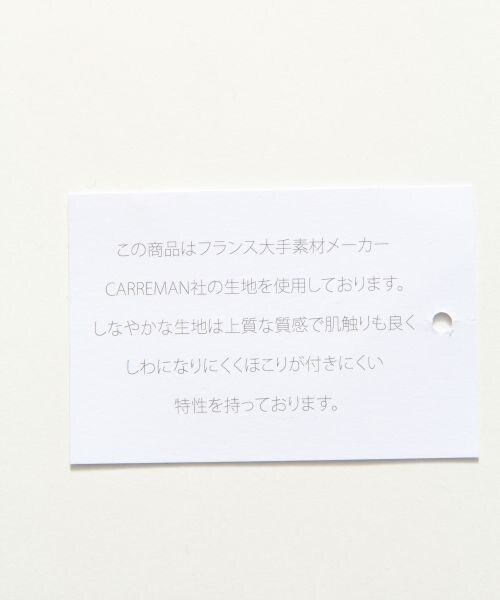 この商品はフランス大手素材メーカー
CARREMAN社の生地を使用しております。
しなやかな生地は上質な質感で肌触りも良く
しわになりにくくほこりが付きにくい
特性を持っております。